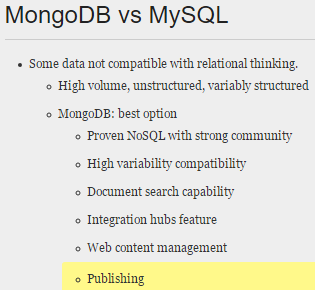 MongoDB vs MySQL
Some data not compatible with relational thinking.
High volume, unstructured, variably structured
MongoDB: best option
Proven NoSQL with strong community
High variability compatibility
Document search capability
Integration hubs feature
Web content management
Publishing